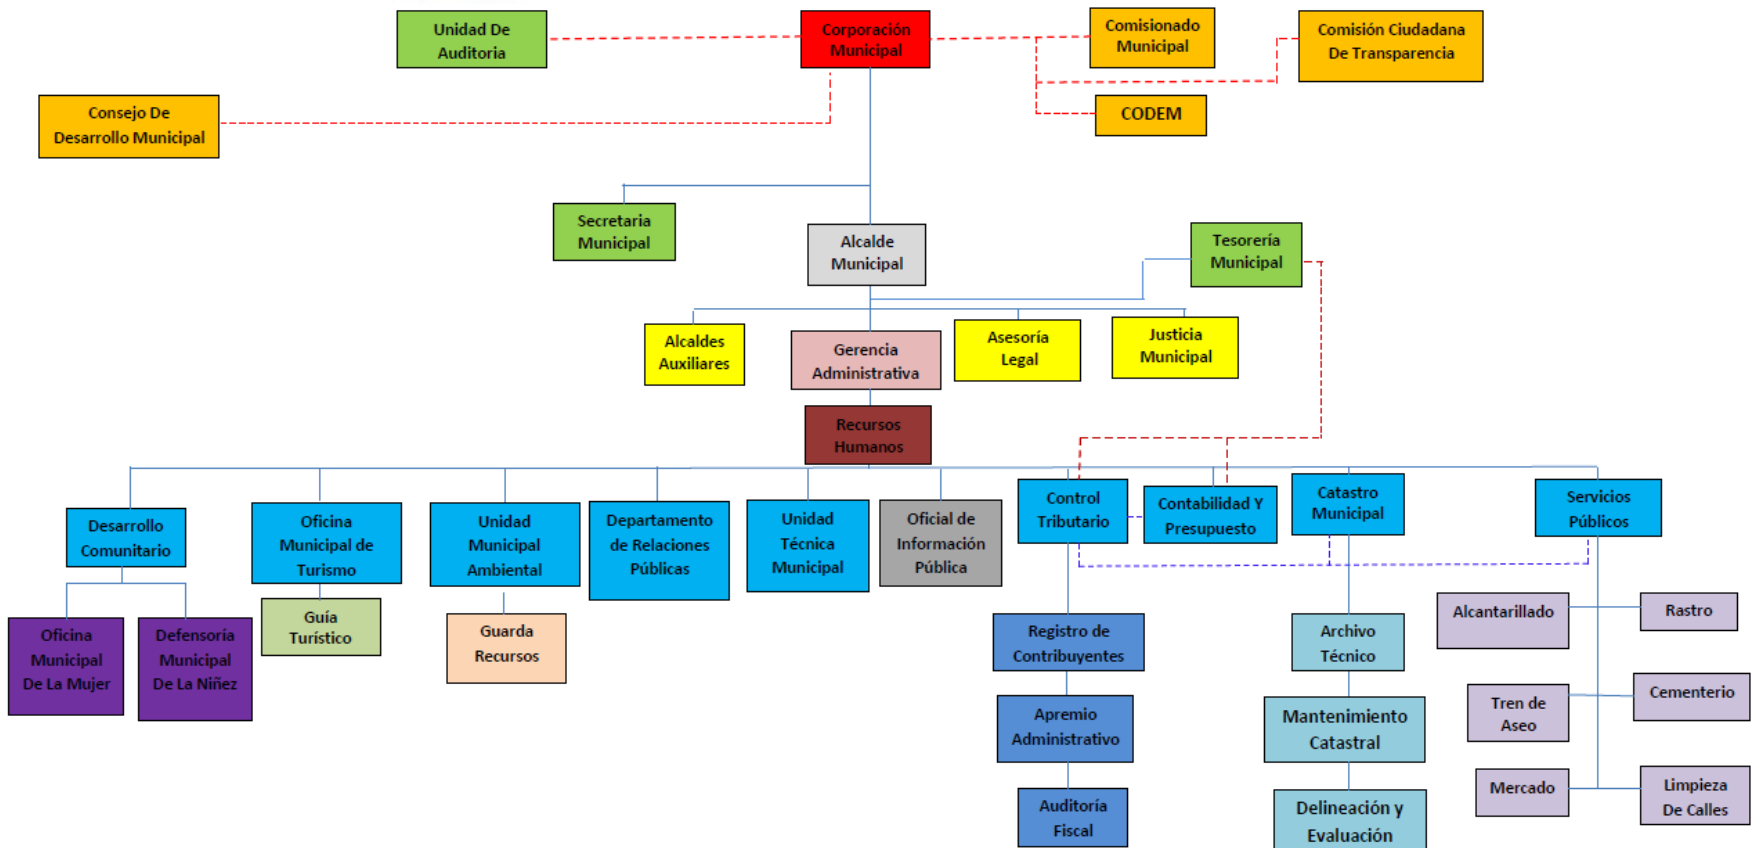 Unidad De
Auditoria
Corporación
Municipal
Comisionado
Municipal
Comisión Ciudadana
De Transparencia
Consejo De
Desarrollo Municipal
CODEM
Secretaria
Municipal
Alcalde
Municipal
Tesorería
Municipal
Alcaldes
Auxiliares
Gerencia
Administrativa
Asesoría
Legal
Justicia
Municipal
Recursos
Humanos
Desarrollo
Comunitario
Oficina
Municipal de
Turismo
Unidad
Municipal
Ambiental
Departamento
de Relaciones
Públicas
Unidad
Técnica
Municipal
Oficial de
Información
Pública
Control
Tributario
Contabilidad Y
Presupuesto
Catastro
Municipal
Servicios
Públicos
Oficina
Municipal
De La Mujer
Defensoría
Municipal
De La Niñez
Guía
Turístico
Guarda
Recursos
Registro de
Contribuyentes
Archivo
Técnico
Alcantarillado
Rastro
Apremio
Administrativo
Mantenimiento
Catastral
Tren de
Aseo
Cementerio
Auditoría
Fiscal
Delineación y
Evaluación
Mercado
Limpieza
De Calles